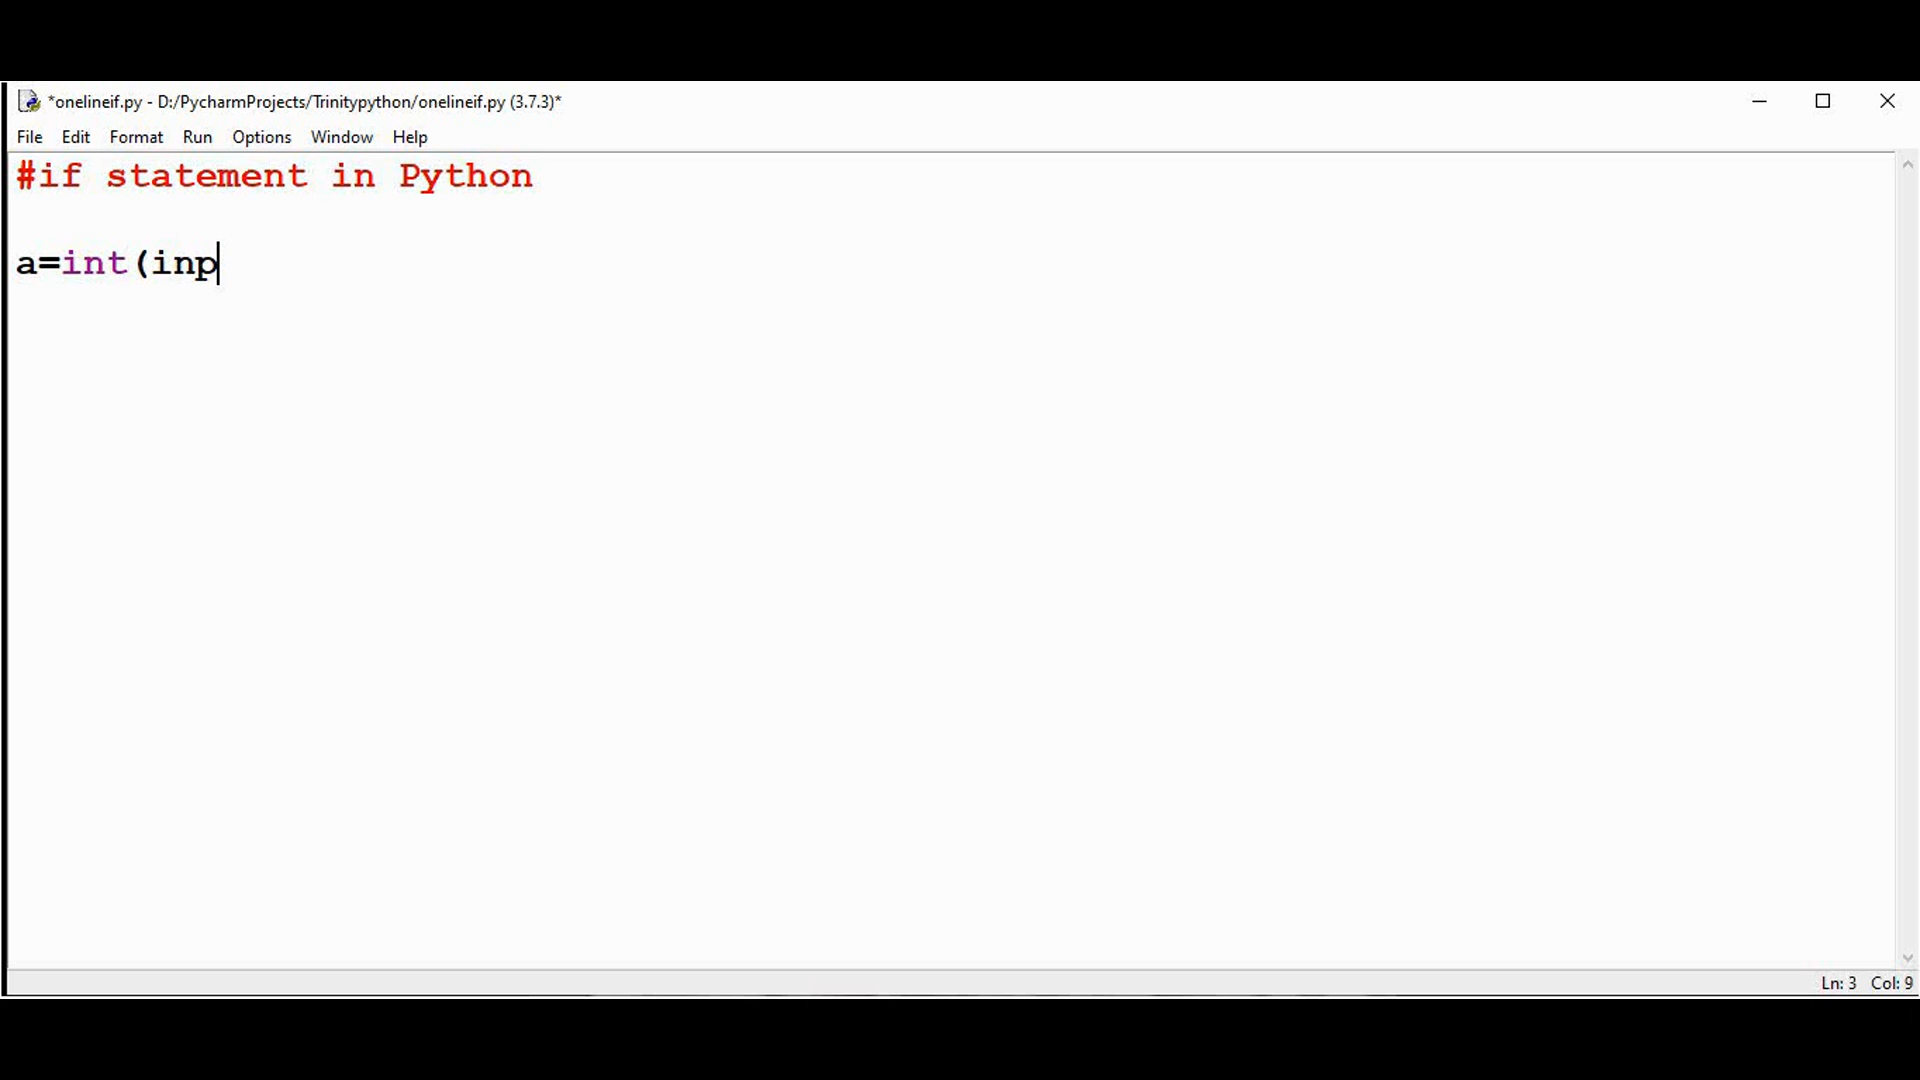 *onelineif.py - D:/PycharmProjects/Trinitypython/onelineif.py (3.7.3)*
File Edit Format Run Options Window Help
#if statement in Python
a=int(inp
Ln: 3 Col: 9